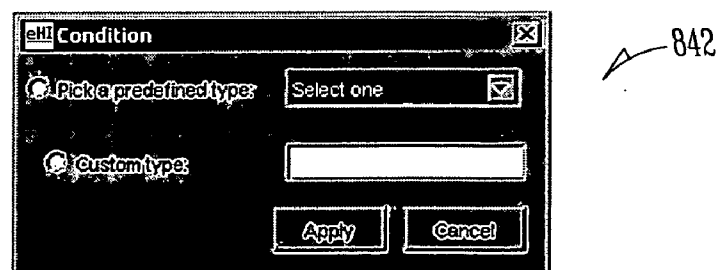 eHI Condition
842
Pick a predefined type: Select one
Custom type:
Apply Cancel